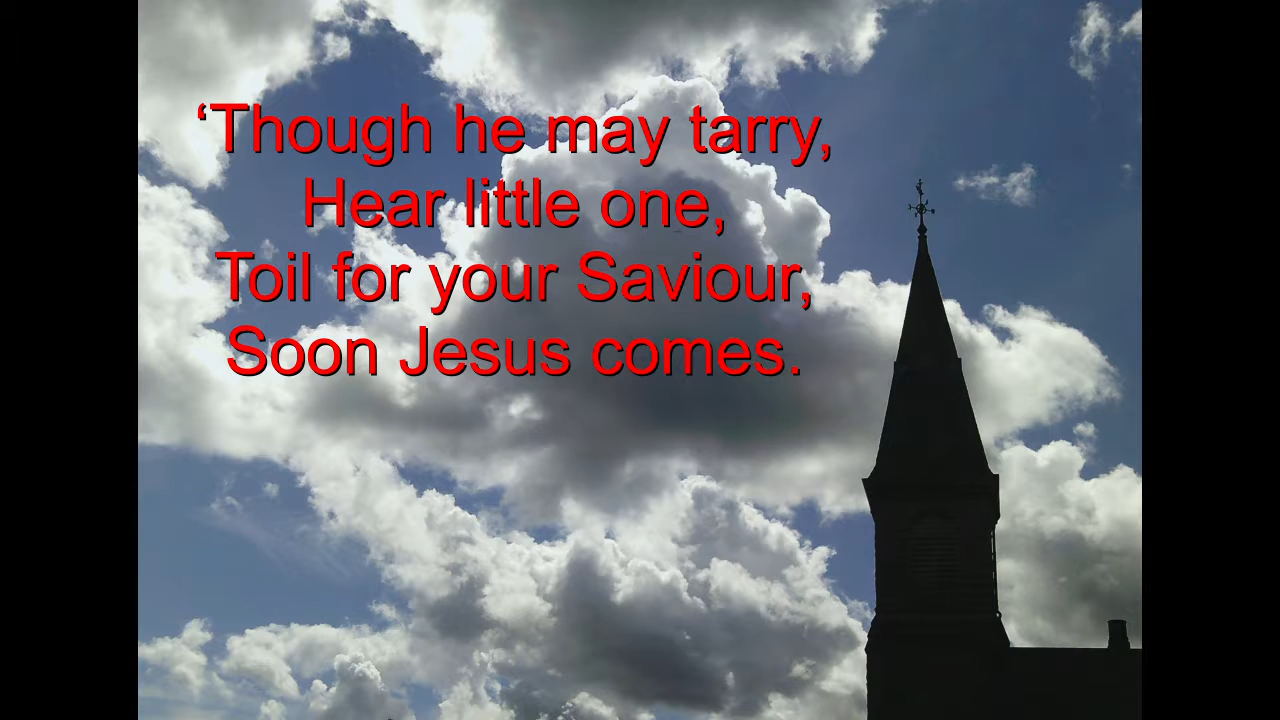 ‘Though he may tarry,
Hear little one,
Toil for your Saviour,
Soon Jesus comes.